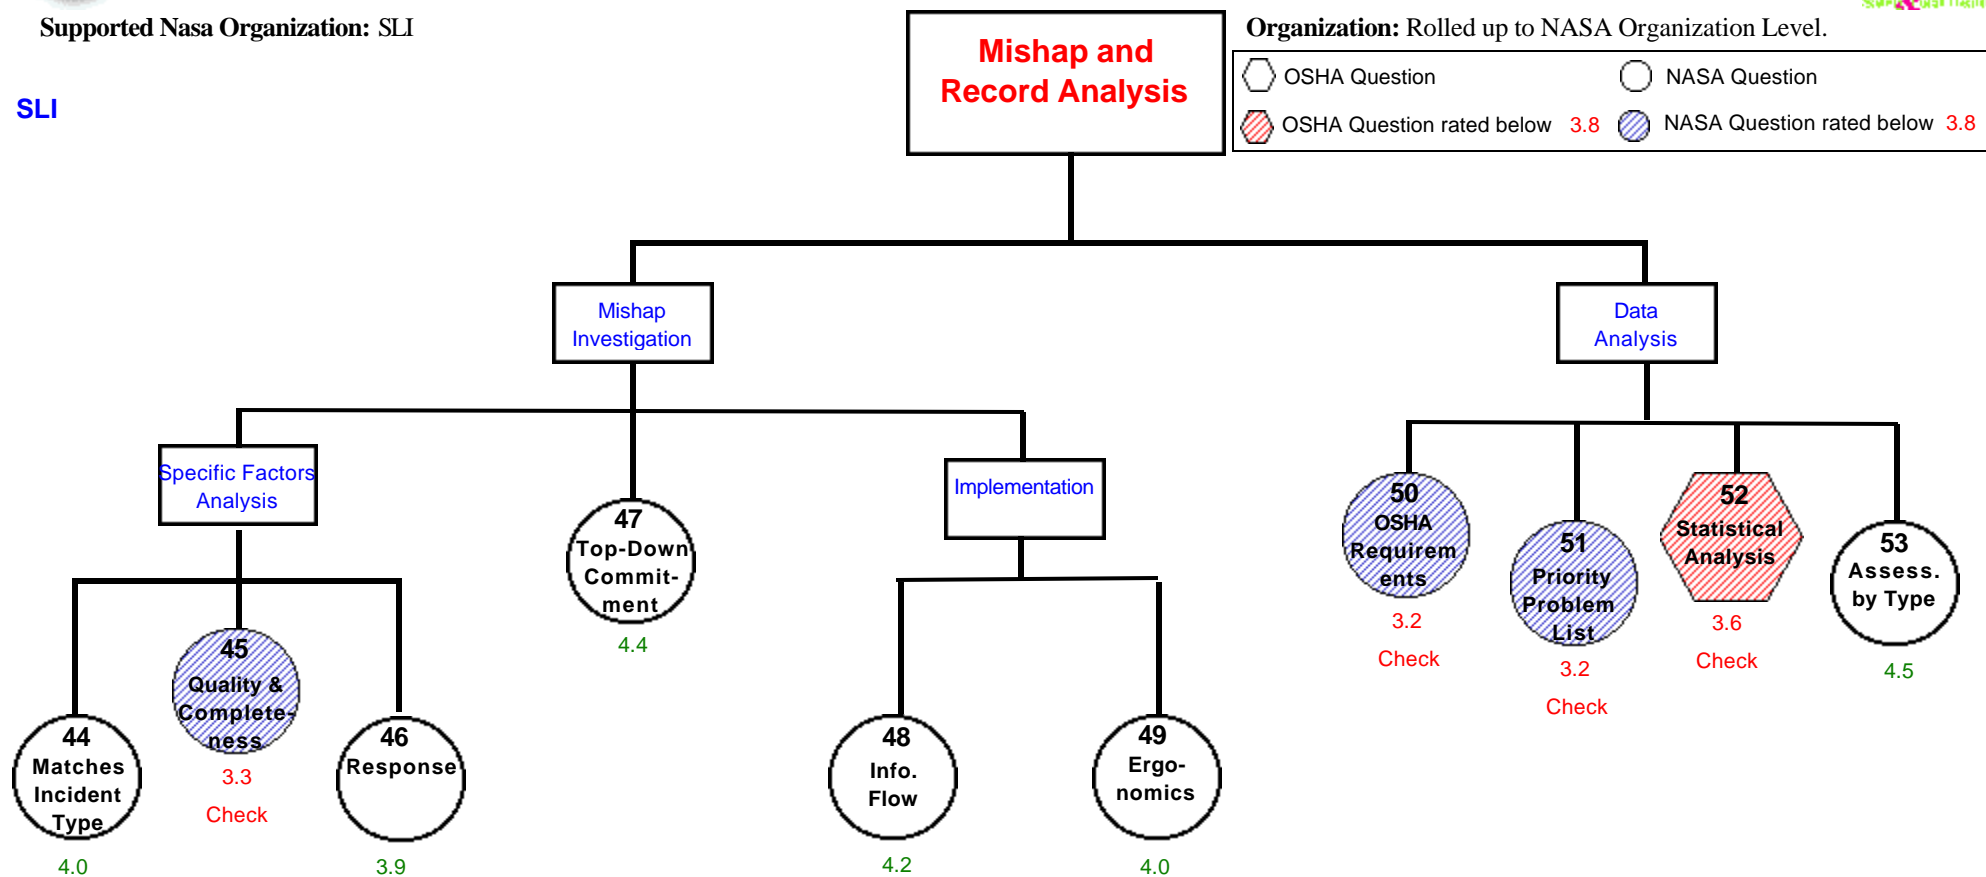 Supported Nasa Organization: SLI
Organization: Rolled up to NASA Organization Level.
SLI
Mishap and
Record Analysis
OSHA Question
NASA Question
OSHA Question rated below 3.8
NASA Question rated below 3.8
Mishap
Investigation
Data
Analysis
Specific Factors
Analysis
47
Top-Down
Commit-
ment
4.4
Implementation
50
OSHA
Requirem
ents
3.2
Check
51
Priority
Problem
List
3.2
Check
52
Statistical
Analysis
3.6
Check
53
Assess.
by Type
4.5
44
Matches
Incident
Type
4.0
45
Quality &
Complete-
ness
3.3
Check
46
Response
3.9
48
Info.
Flow
4.2
49
Ergo-
nomics
4.0